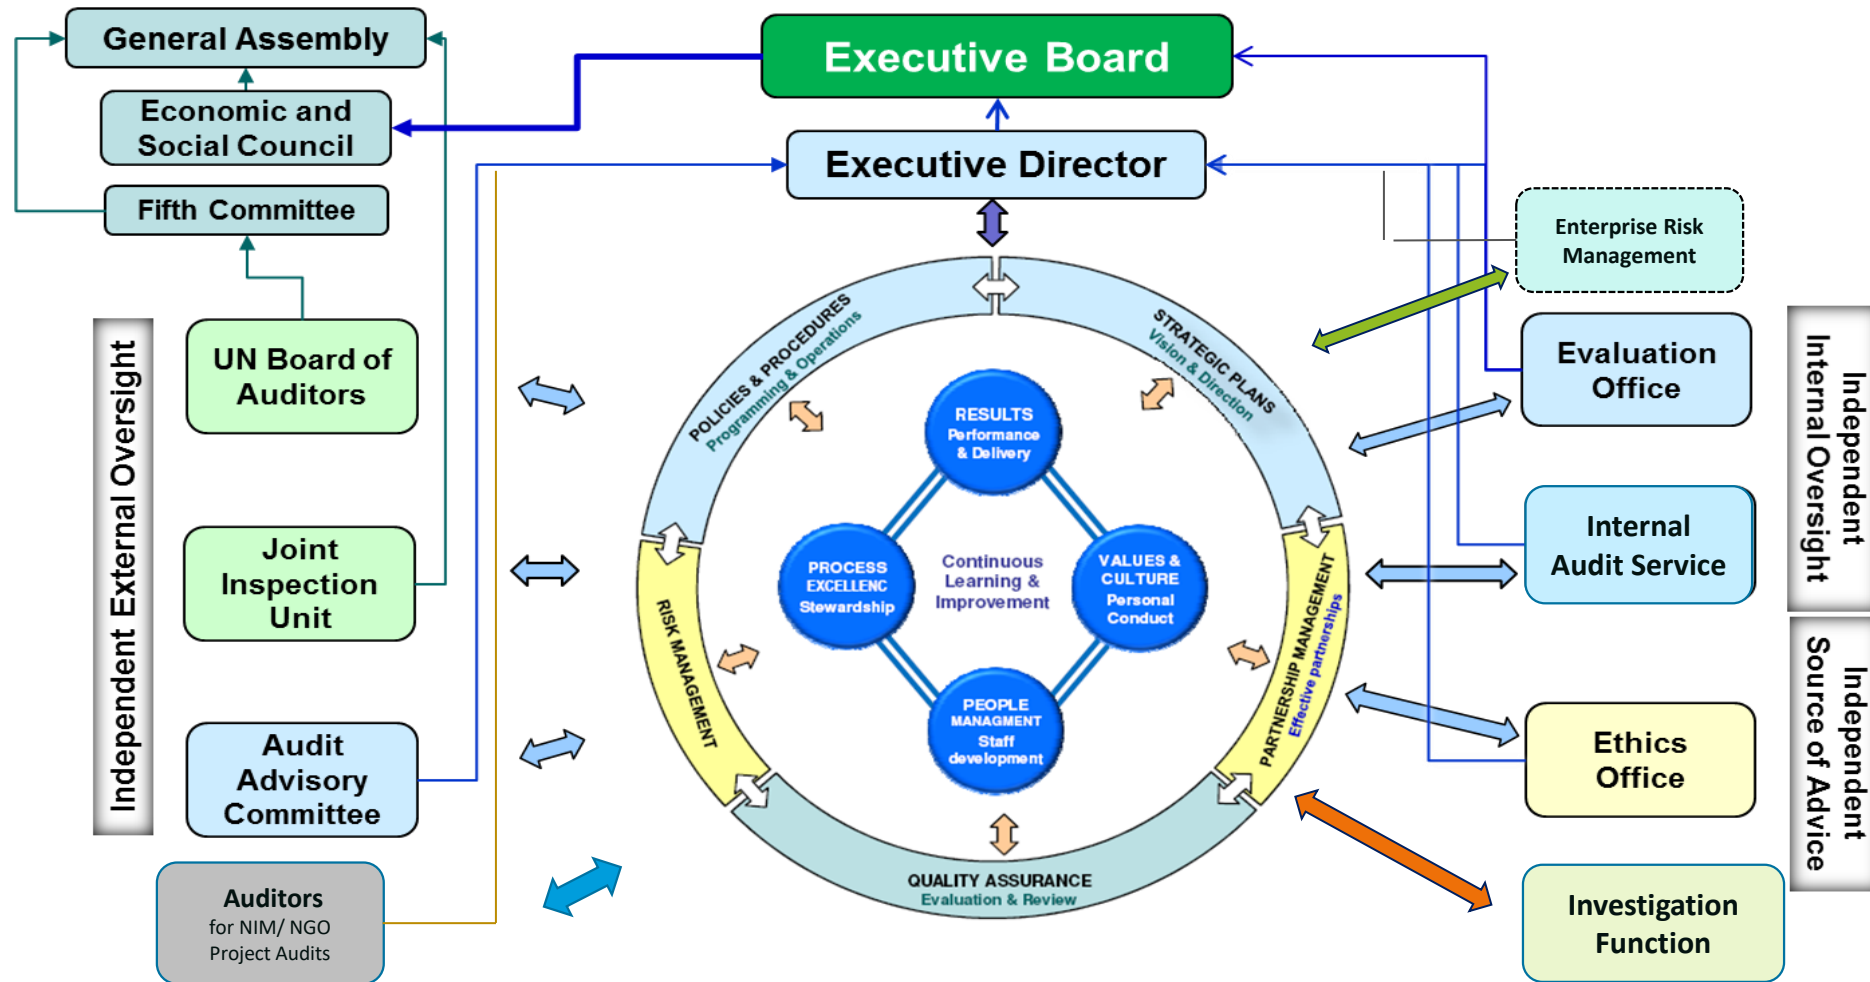 General Assembly
Economic and
Social Council
Fifth Committee
Executive Board
Executive Director
Independent External Oversight
UN Board of
Auditors
Joint
Inspection
Unit
Audit
Advisory
Committee
Auditors
for NIM/ NGO
Project Audits
POLICIES & PROCEDURES
Programming & Operations
STRATEGIC PLANS
Vision & Direction
RISK MANAGEMENT
PARTNERSHIP MANAGEMENT
Effective partnerships
QUALITY ASSURANCE
Evaluation & Review
RESULTS
Performance
& Delivery
PROCESS
EXCELLENC
Stewardship
Continuous
Learning &
Improvement
VALUES &
CULTURE
Personal
Conduct
PEOPLE
MANAGMENT
Staff
development
Enterprise Risk
Management
Evaluation
Office
Internal
Audit Service
Ethics
Office
Investigation
Function
Independent
Internal Oversight
Independent
Source of Advice